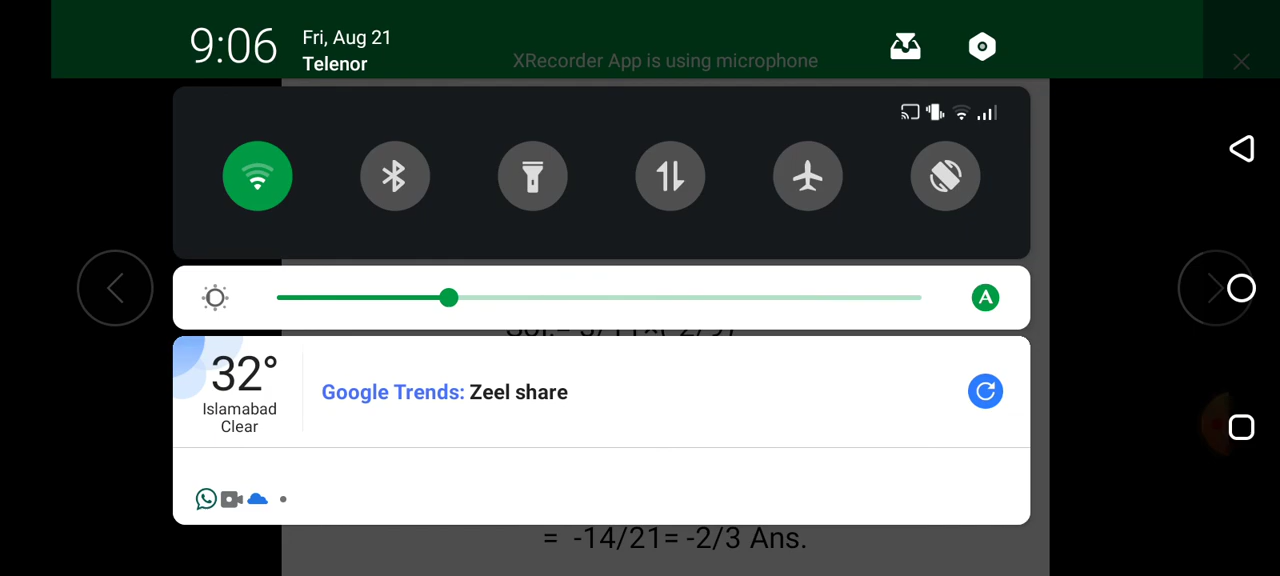 9:06
Fri, Aug 21
Telenor
XRecorder App is using microphone
A
32°
Islamabad
Clear
Google Trends: Zeel share
= -14/21= -2/3 Ans.